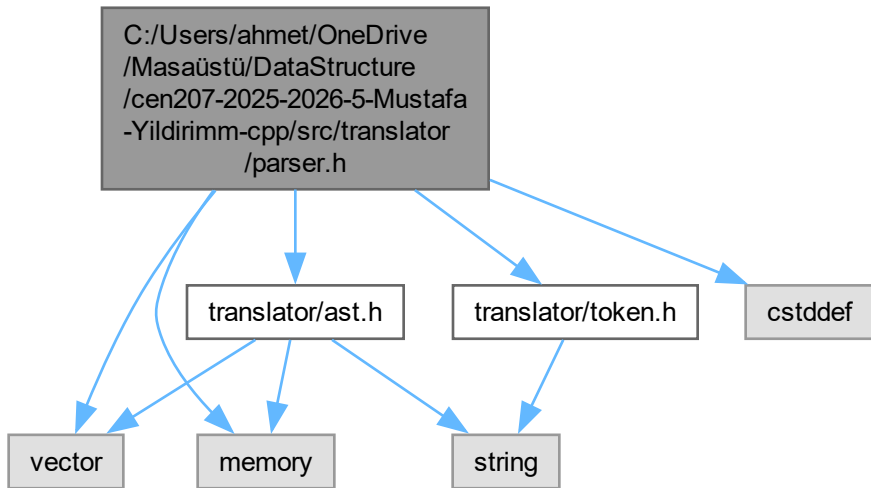 C:/Users/ahmet/OneDrive
/Masaüstü/DataStructure
/cen207-2025-2026-5-Mustafa
-Yildirimm-cpp/src/translator
/parser.h
translator/ast.h
translator/token.h
cstddef
vector
memory
string